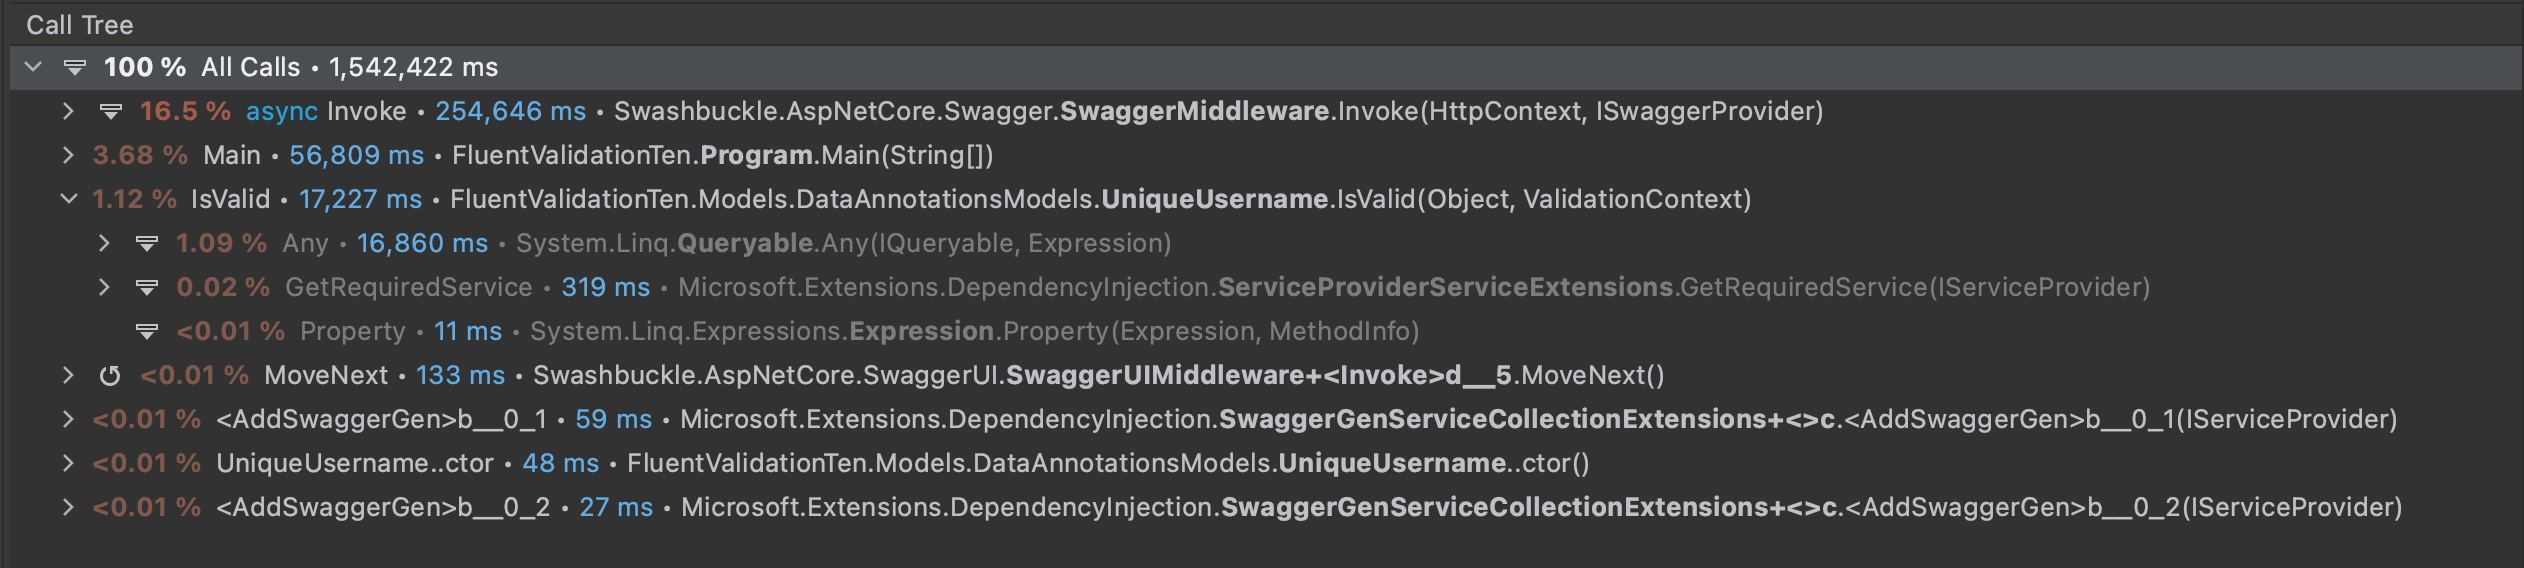 Call Tree
100 % All Calls • 1,542,422 ms
16.5 % async Invoke • 254,646 ms • Swashbuckle.AspNetCore.Swagger.SwaggerMiddleware.Invoke(HttpContext, ISwaggerProvider)
3.68 % Main • 56,809 ms • FluentValidationTen.Program.Main(String[])
1.12 % IsValid • 17,227 ms • FluentValidationTen.Models.DataAnnotationsModels.UniqueUsername.IsValid(Object, ValidationContext)
1.09 % Any • 16,860 ms • System.Linq.Queryable.Any(IQueryable, Expression)
0.02 % GetRequiredService • 319 ms • Microsoft.Extensions.DependencyInjection.ServiceProviderServiceExtensions.GetRequiredService(IServiceProvider)
<0.01 % Property • 11 ms • System.Linq.Expressions.Expression.Property(Expression, MethodInfo)
<0.01 % MoveNext • 133 ms • Swashbuckle.AspNetCore.SwaggerUI.SwaggerUIMiddleware+<Invoke>d__5.MoveNext()
<0.01 % <AddSwaggerGen>b__0_1 • 59 ms • Microsoft.Extensions.DependencyInjection.SwaggerGenServiceCollectionExtensions+<>c.<AddSwaggerGen>b__0_1(IServiceProvider)
<0.01 % UniqueUsername..ctor • 48 ms • FluentValidationTen.Models.DataAnnotationsModels.UniqueUsername..ctor()
<0.01 % <AddSwaggerGen>b__0_2 • 27 ms • Microsoft.Extensions.DependencyInjection.SwaggerGenServiceCollectionExtensions+<>c.<AddSwaggerGen>b__0_2(IServiceProvider)